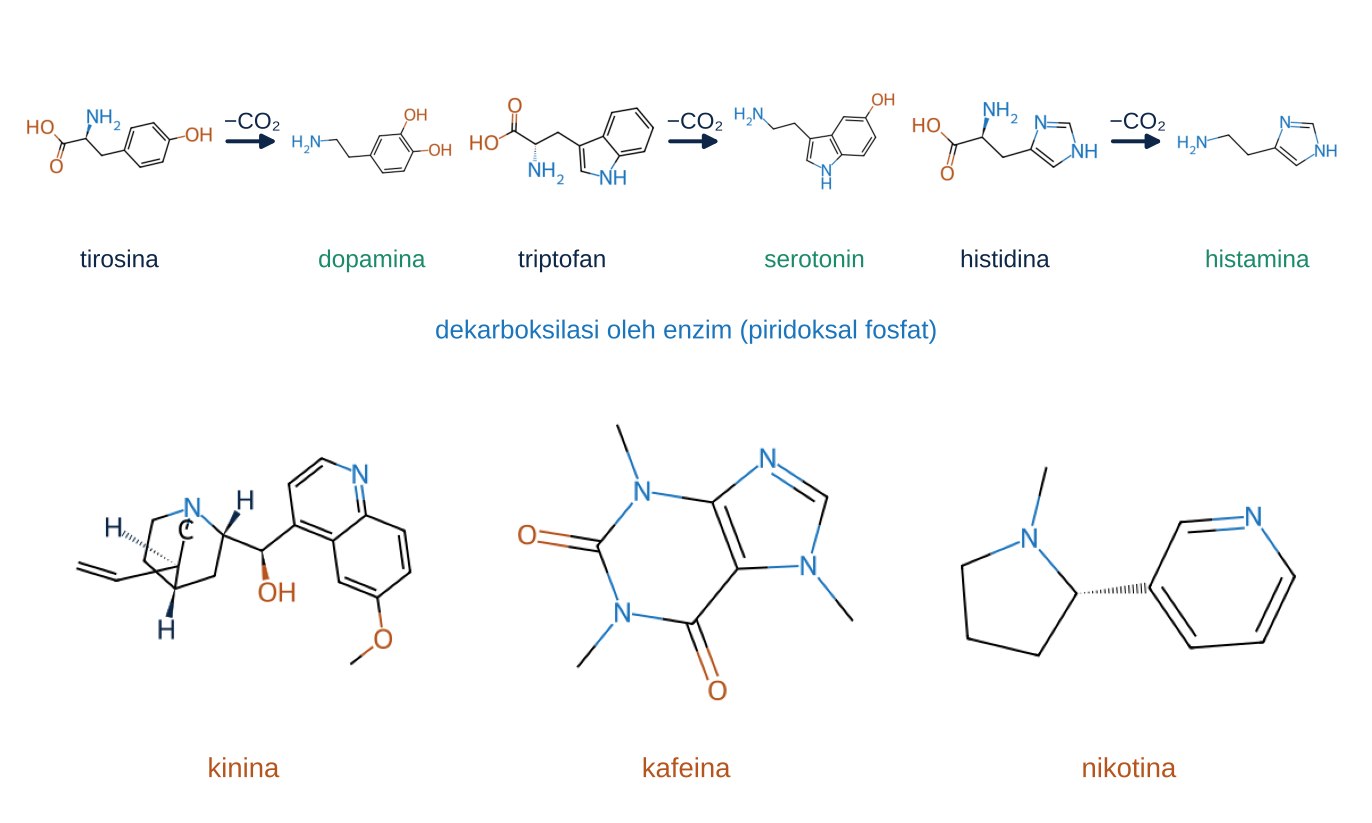 HO O NH2 OH −CO₂ H2N OH OH HO O NH2 NH −CO₂ H2N OH N H HO O NH2 N NH −CO₂ H2N N NH
tirosina dopamina triptofan serotonin histidina histamina
dekarboksilasi oleh enzim (piridoksal fosfat)
H N C H H OH N O
O N N O N N
N N
kinina kafeina nikotina